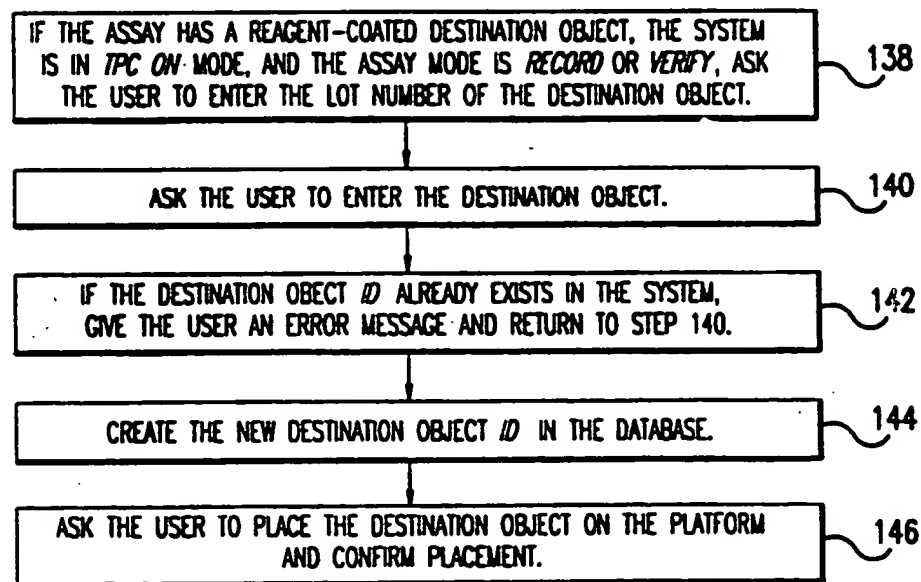 IF THE ASSAY HAS A REAGENT-COATED DESTINATION OBJECT, THE SYSTEM
IS IN TPC ON MODE, AND THE ASSAY MODE IS RECORD OR VERIFY, ASK
THE USER TO ENTER THE LOT NUMBER OF THE DESTINATION OBJECT.
138
ASK THE USER TO ENTER THE DESTINATION OBJECT.
140
IF THE DESTINATION OBECT ID ALREADY EXISTS IN THE SYSTEM,
GIVE THE USER AN ERROR MESSAGE AND RETURN TO STEP 140.
142
CREATE THE NEW DESTINATION OBJECT ID IN THE DATABASE.
144
ASK THE USER TO PLACE THE DESTINATION OBJECT ON THE PLATFORM
AND CONFIRM PLACEMENT.
146